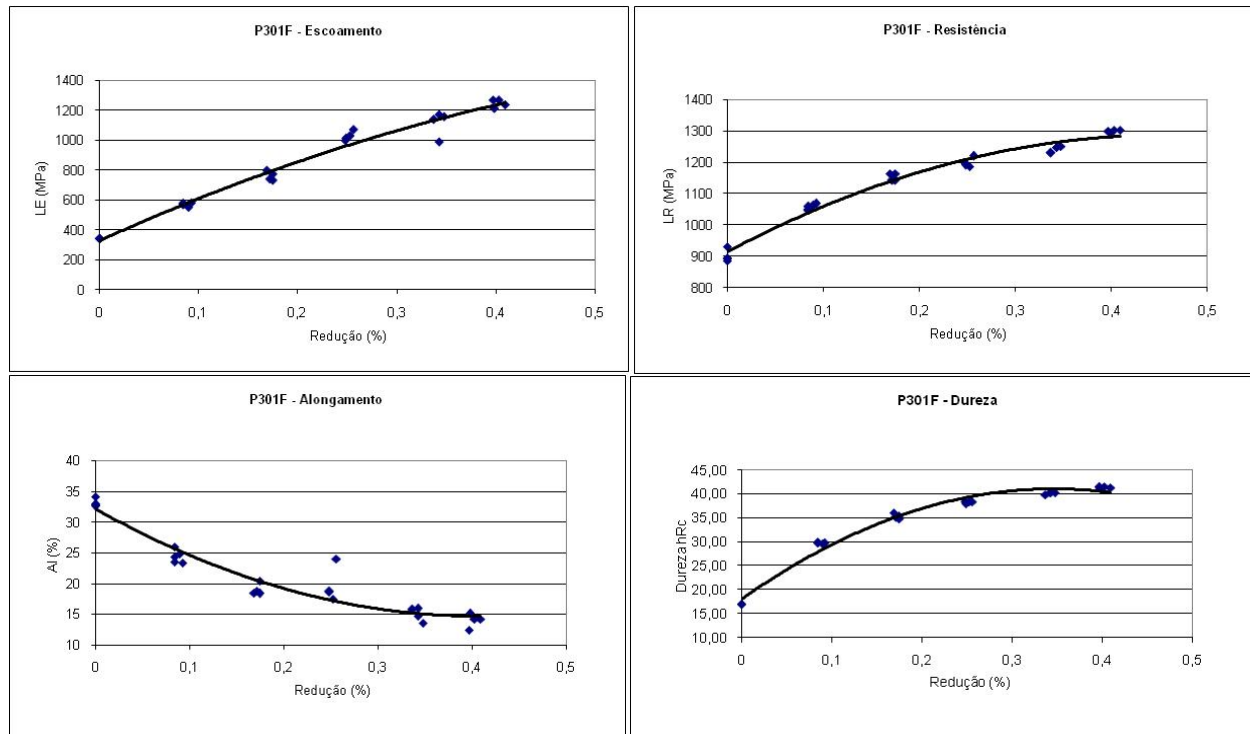 P301F - Escoamento
LE (MPa)
1400
1200
1000
800
600
400
200
0
0 0,1 0,2 0,3 0,4 0,5
Redução (%)
P301F - Resistência
LR (MPa)
1400
1300
1200
1100
1000
900
800
0 0,1 0,2 0,3 0,4 0,5
Redução (%)
P301F - Alongamento
Al (%)
40
35
30
25
20
15
10
0 0,1 0,2 0,3 0,4 0,5
Redução (%)
P301F - Dureza
Dureza hRc
45,00
40,00
35,00
30,00
25,00
20,00
15,00
10,00
0 0,1 0,2 0,3 0,4 0,5
Redução (%)